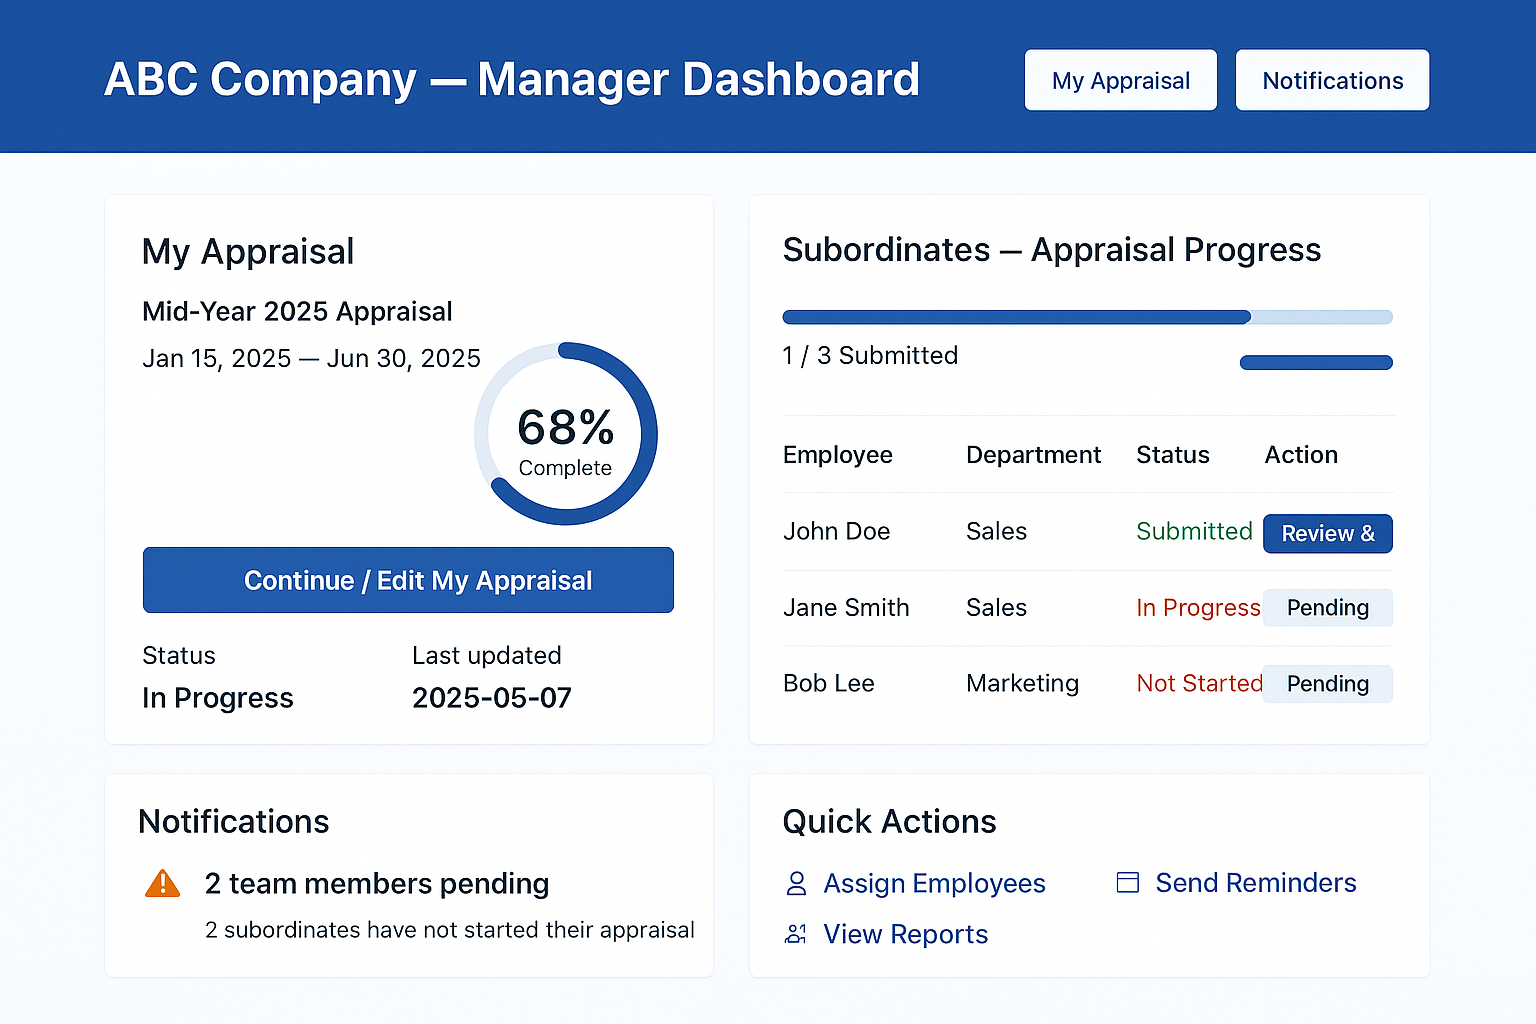 ABC Company — Manager Dashboard
My Appraisal
Notifications
My Appraisal
Mid-Year 2025 Appraisal
Jan 15, 2025 — Jun 30, 2025
68%
Complete
Continue / Edit My Appraisal
Status
Last updated
In Progress
2025-05-07
Subordinates — Appraisal Progress
1 / 3 Submitted
Employee Department Status Action
John Doe Sales Submitted Review &
Jane Smith Sales In Progress Pending
Bob Lee Marketing Not Started Pending
Notifications
2 team members pending
2 subordinates have not started their appraisal
Quick Actions
Assign Employees
Send Reminders
View Reports